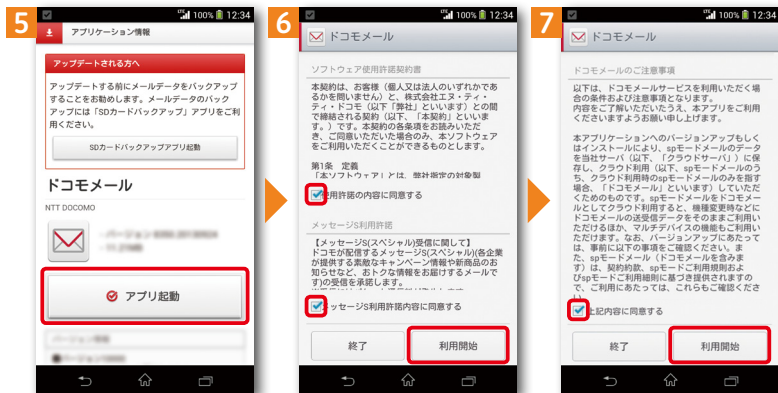 5
100% 12:34
アプリケーション情報
アップデートされる方へ
アップデートする前にメールデータをバックアップ
することをお勧めします。メールデータのバック
アップには「SDカードバックアップ」アプリをご利
用ください。
SDカードバックアップアプリ起動
ドコモメール
NTT DOCOMO
アプリ起動
6
100% 12:34
ドコモメール
ソフトウェア使用許諾契約書
本契約は、お客様（個人又は法人のいずれかであ
るかを問いません）と、株式会社エヌ・ティ・
ティ・ドコモ（以下「弊社」といいます）との間
で締結される契約（以下、「本契約」といいま
す。）です。本契約の各条項をお読みいただ
き、ご同意いただいた場合のみ、本ソフトウェア
をご利用いただくことができるものとします。
第1条 定義
「本ソフトウェア」とは、弊社指定の対象製
使用許諾の内容に同意する
メッセージS利用許諾
【メッセージS(スペシャル)受信に関して】
ドコモが配信するメッセージS(スペシャル)(各企業
が提供する素敵なキャンペーン情報や新商品のお
知らせなど、おトクな情報をお届けするメールで
す)の受信を承諾します。
メッセージS利用許諾内容に同意する
終了
利用開始
7
100% 12:34
ドコモメール
ドコモメールのご注意事項
以下は、ドコモメールサービスを利用いただく場
合の条件および注意事項となります。
内容をご了解いただいたうえ、本アプリをご利用
くださいますようお願い申し上げます。
本アプリケーションへのバージョンアップもしく
はインストールにより、spモードメールのデータ
を当社サーバ（以下、「クラウドサーバ」）に保
存し、クラウド利用（以下、spモードメールのう
ち、クラウド利用時のspモードメールのみを指す
場合、「ドコモメール」といいます）していただ
くためのものです。spモードメールをドコモメー
ルとしてクラウド利用すると、機種変更時などに
ドコモメールの送受信データをそのままご利用い
ただけるほか、マルチデバイスの機能もご利用い
ただけます。なお、バージョンアップにあたって
は、事前に以下の事項をご確認ください。ま
た、spモードメール（ドコモメールを含みま
す）は、契約約款、spモードご利用規則およ
びspモードご利用細則に基づき提供されますの
で、ご利用にあたっては、これらもご確認くださ
上記内容に同意する
終了
利用開始